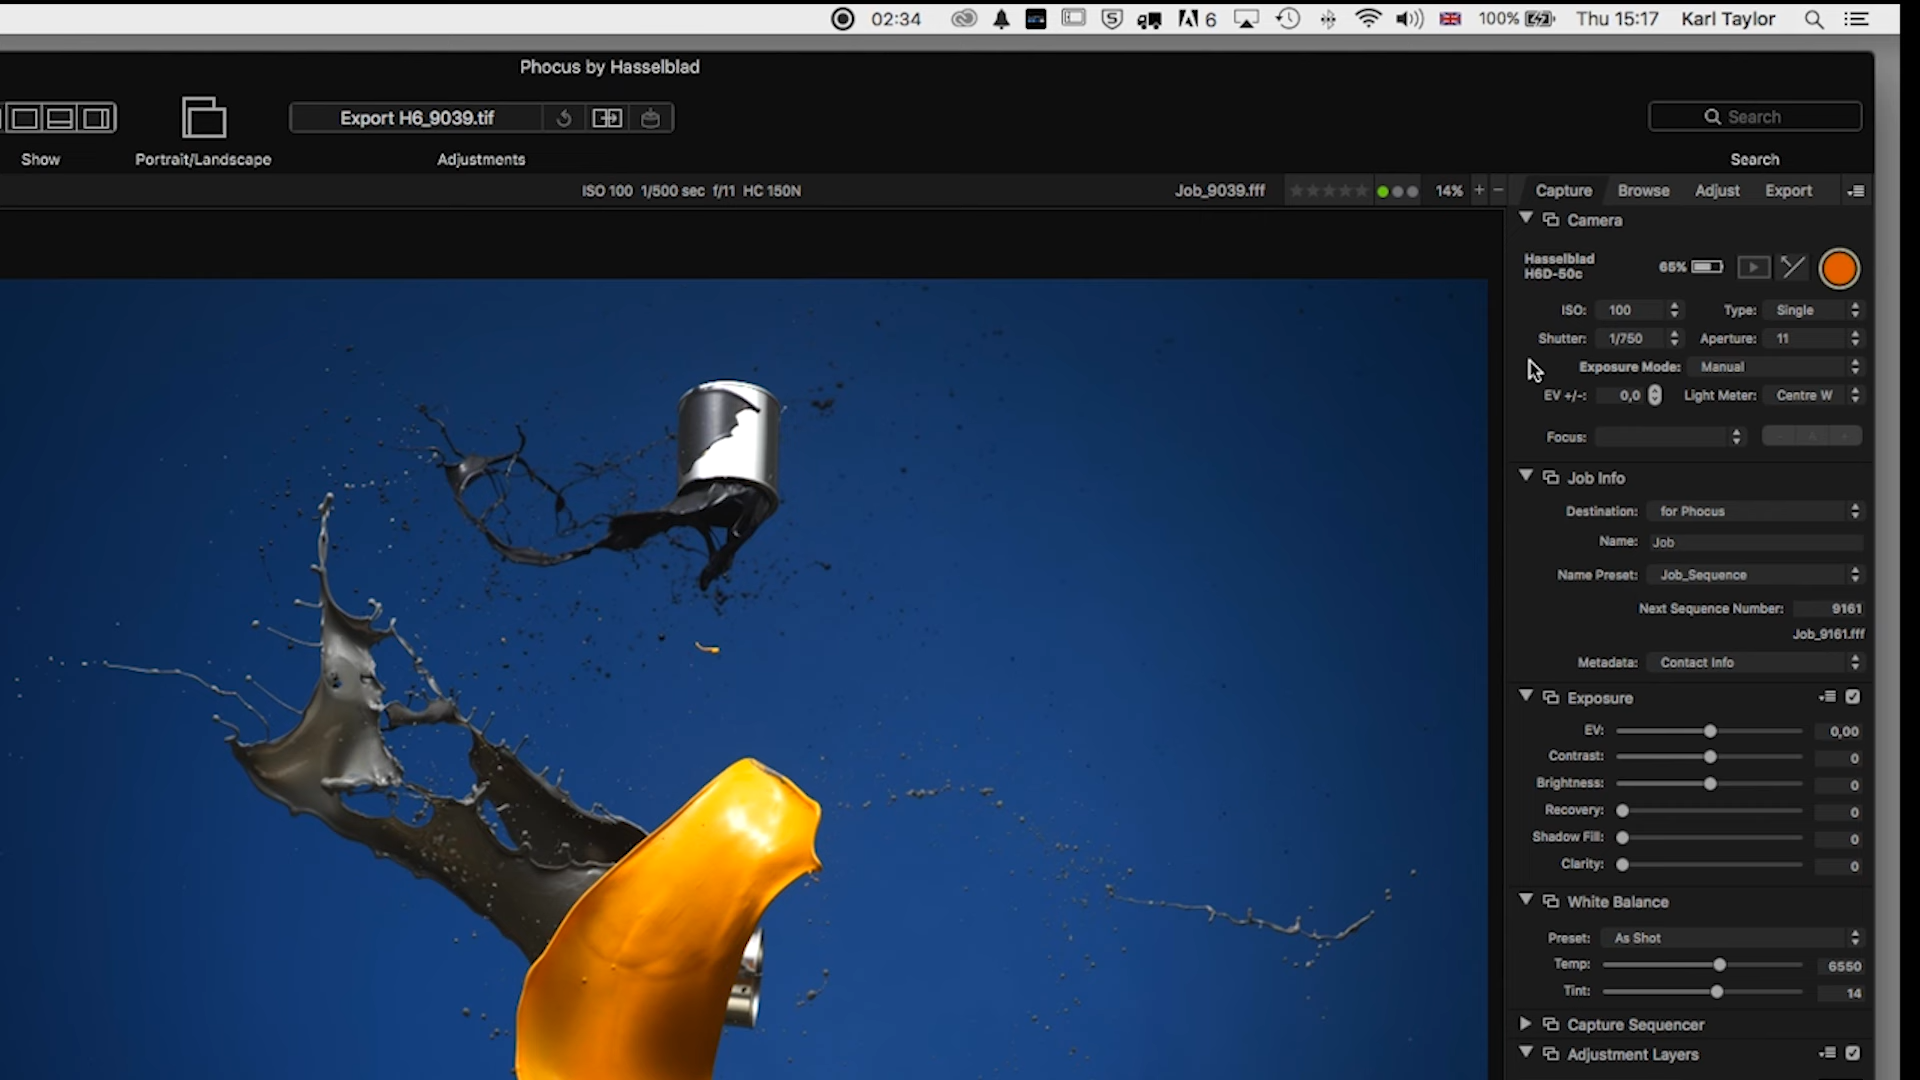 02:34 6 100% Thu 15:17 Karl Taylor
Phocus by Hasselblad
Export H6_9039.tif
Search
Show Portrait/Landscape Adjustments Search
ISO 100 1/500 sec f/11 HC 150N Job_9039.fff 14% + − Capture Browse Adjust Export
Camera
Hasselblad
H6D-50c
65%
ISO: 100 Type: Single
Shutter: 1/750 Aperture: 11
Exposure Mode: Manual
EV +/-: 0,0 Light Meter: Centre W
Focus: - A +
Job Info
Destination: for Phocus
Name: Job
Name Preset: Job_Sequence
Next Sequence Number: 9161
Job_9161.fff
Metadata: Contact Info
Exposure
EV: 0,00
Contrast: 0
Brightness: 0
Recovery: 0
Shadow Fill: 0
Clarity: 0
White Balance
Preset: As Shot
Temp: 6550
Tint: 14
Capture Sequencer
Adjustment Layers